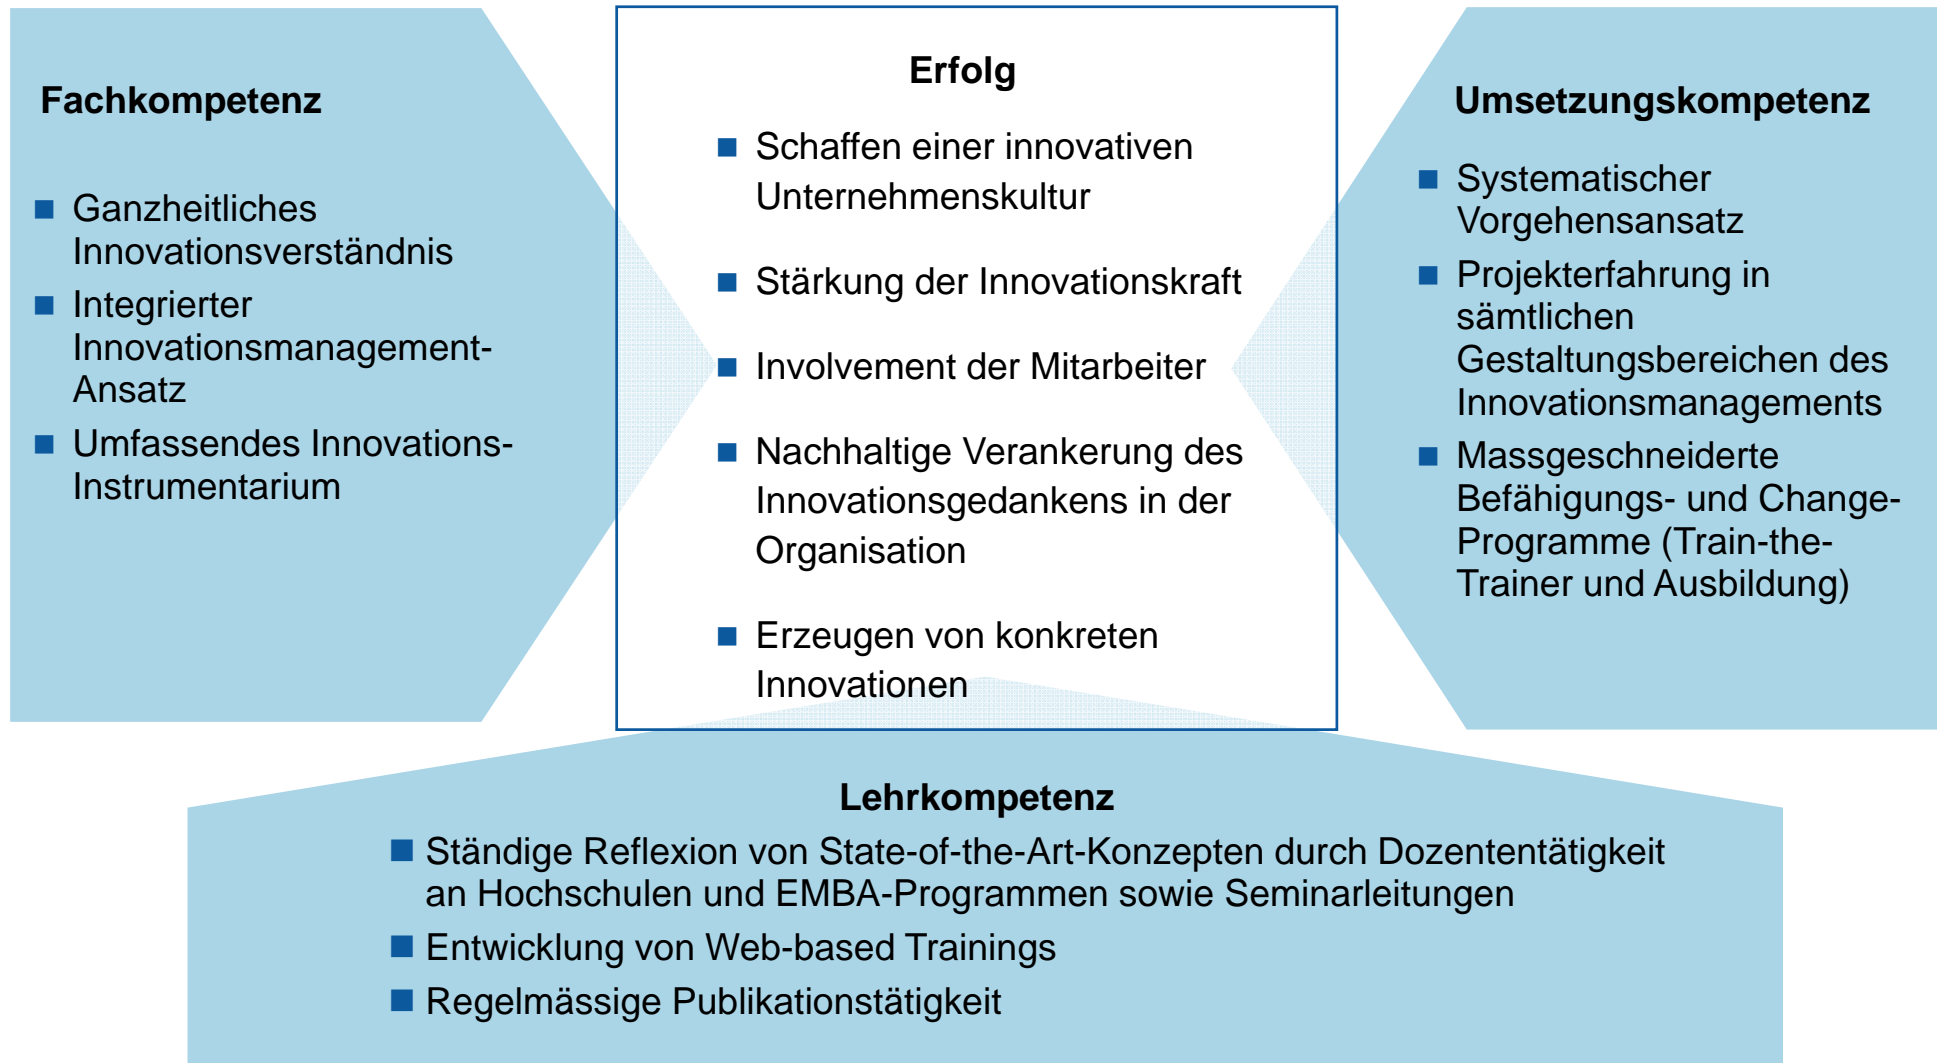 Fachkompetenz
Ganzheitliches
Innovationsverständnis
Integrierter
Innovationsmanagement-
Ansatz
Umfassendes Innovations-
Instrumentarium
Erfolg
Schaffen einer innovativen
Unternehmenskultur
Stärkung der Innovationskraft
Involvement der Mitarbeiter
Nachhaltige Verankerung des
Innovationsgedankens in der
Organisation
Erzeugen von konkreten
Innovationen
Umsetzungskompetenz
Systematischer
Vorgehensansatz
Projekterfahrung in
sämtlichen
Gestaltungsbereichen des
Innovationsmanagements
Massgeschneiderte
Befähigungs- und Change-
Programme (Train-the-
Trainer und Ausbildung)
Lehrkompetenz
Ständige Reflexion von State-of-the-Art-Konzepten durch Dozententätigkeit
an Hochschulen und EMBA-Programmen sowie Seminarleitungen
Entwicklung von Web-based Trainings
Regelmässige Publikationstätigkeit